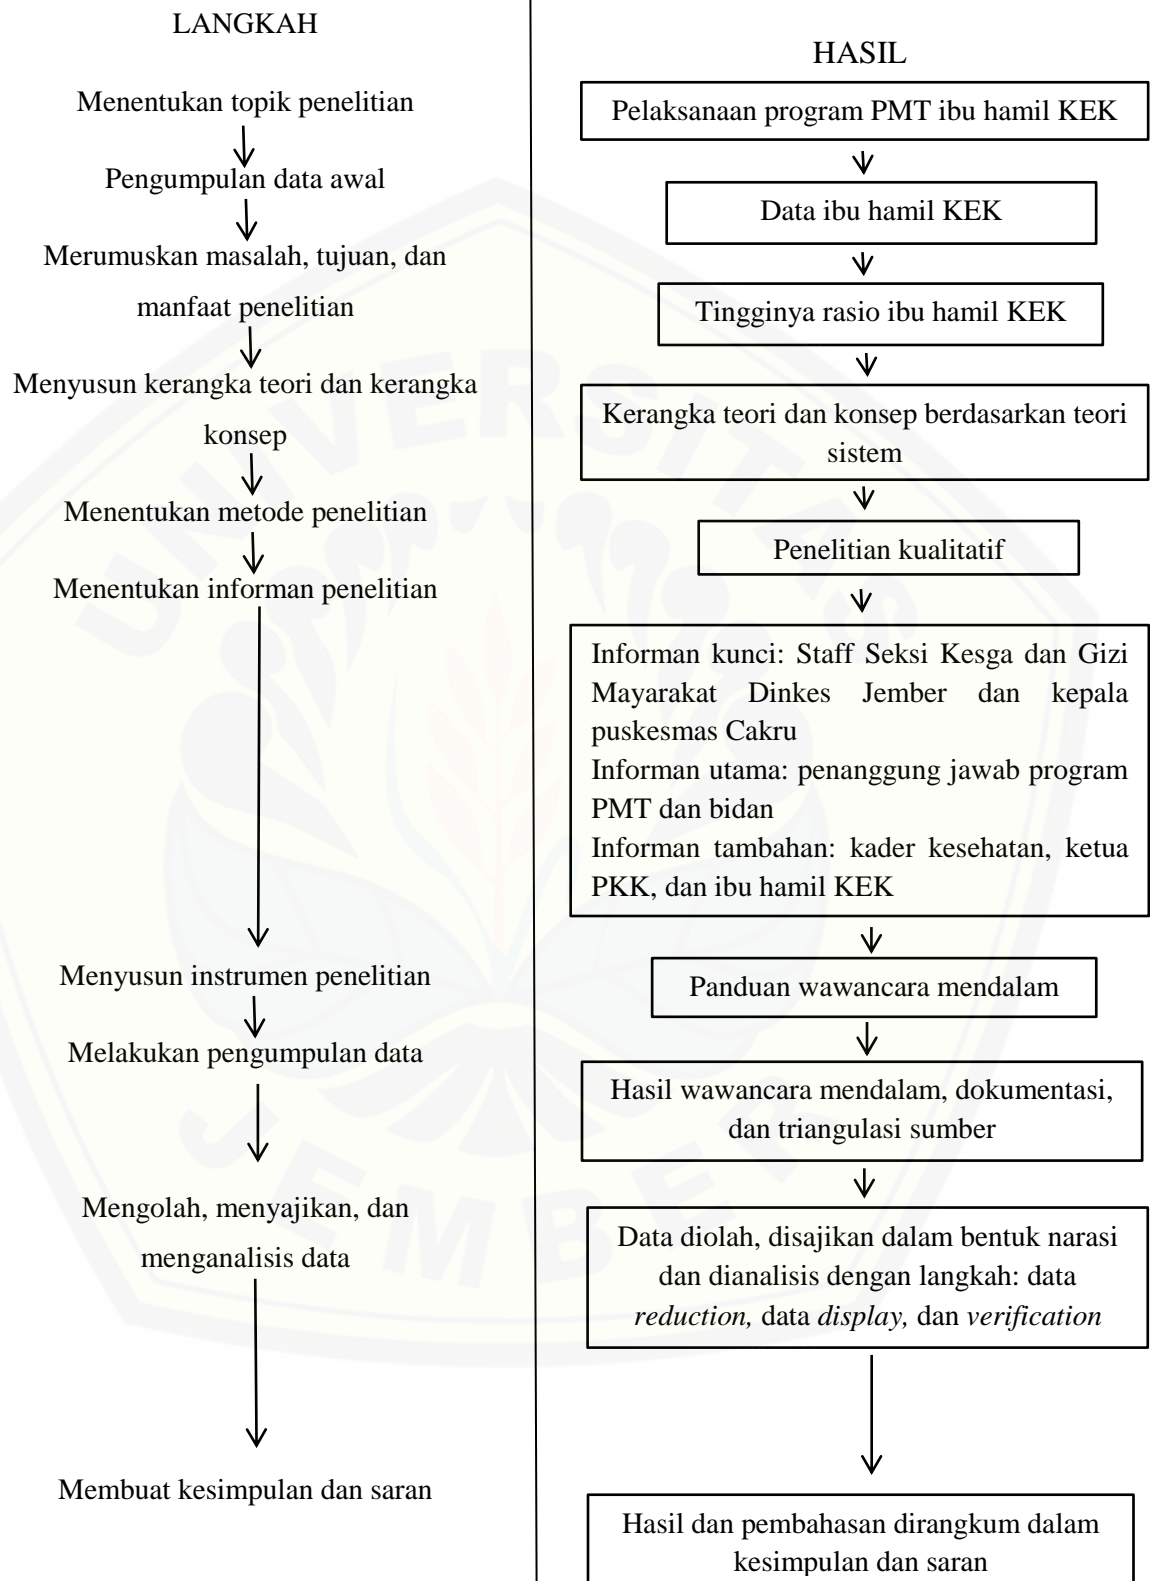 LANGKAH
Menentukan topik penelitian
Pengumpulan data awal
Merumuskan masalah, tujuan, dan
manfaat penelitian
Menyusun kerangka teori dan kerangka
konsep
Menentukan metode penelitian
Menentukan informan penelitian
Menyusun instrumen penelitian
Melakukan pengumpulan data
Mengolah, menyajikan, dan
menganalisis data
Membuat kesimpulan dan saran
HASIL
Pelaksanaan program PMT ibu hamil KEK
Data ibu hamil KEK
Tingginya rasio ibu hamil KEK
Kerangka teori dan konsep berdasarkan teori
sistem
Penelitian kualitatif
Informan kunci: Staff Seksi Kesga dan Gizi
Mayarakat Dinkes Jember dan kepala
puskesmas Cakru
Informan utama: penanggung jawab program
PMT dan bidan
Informan tambahan: kader kesehatan, ketua
PKK, dan ibu hamil KEK
Panduan wawancara mendalam
Hasil wawancara mendalam, dokumentasi,
dan triangulasi sumber
Data diolah, disajikan dalam bentuk narasi
dan dianalisis dengan langkah: data
reduction, data display, dan verification
Hasil dan pembahasan dirangkum dalam
kesimpulan dan saran
UNIVERSITAS
JEMBER